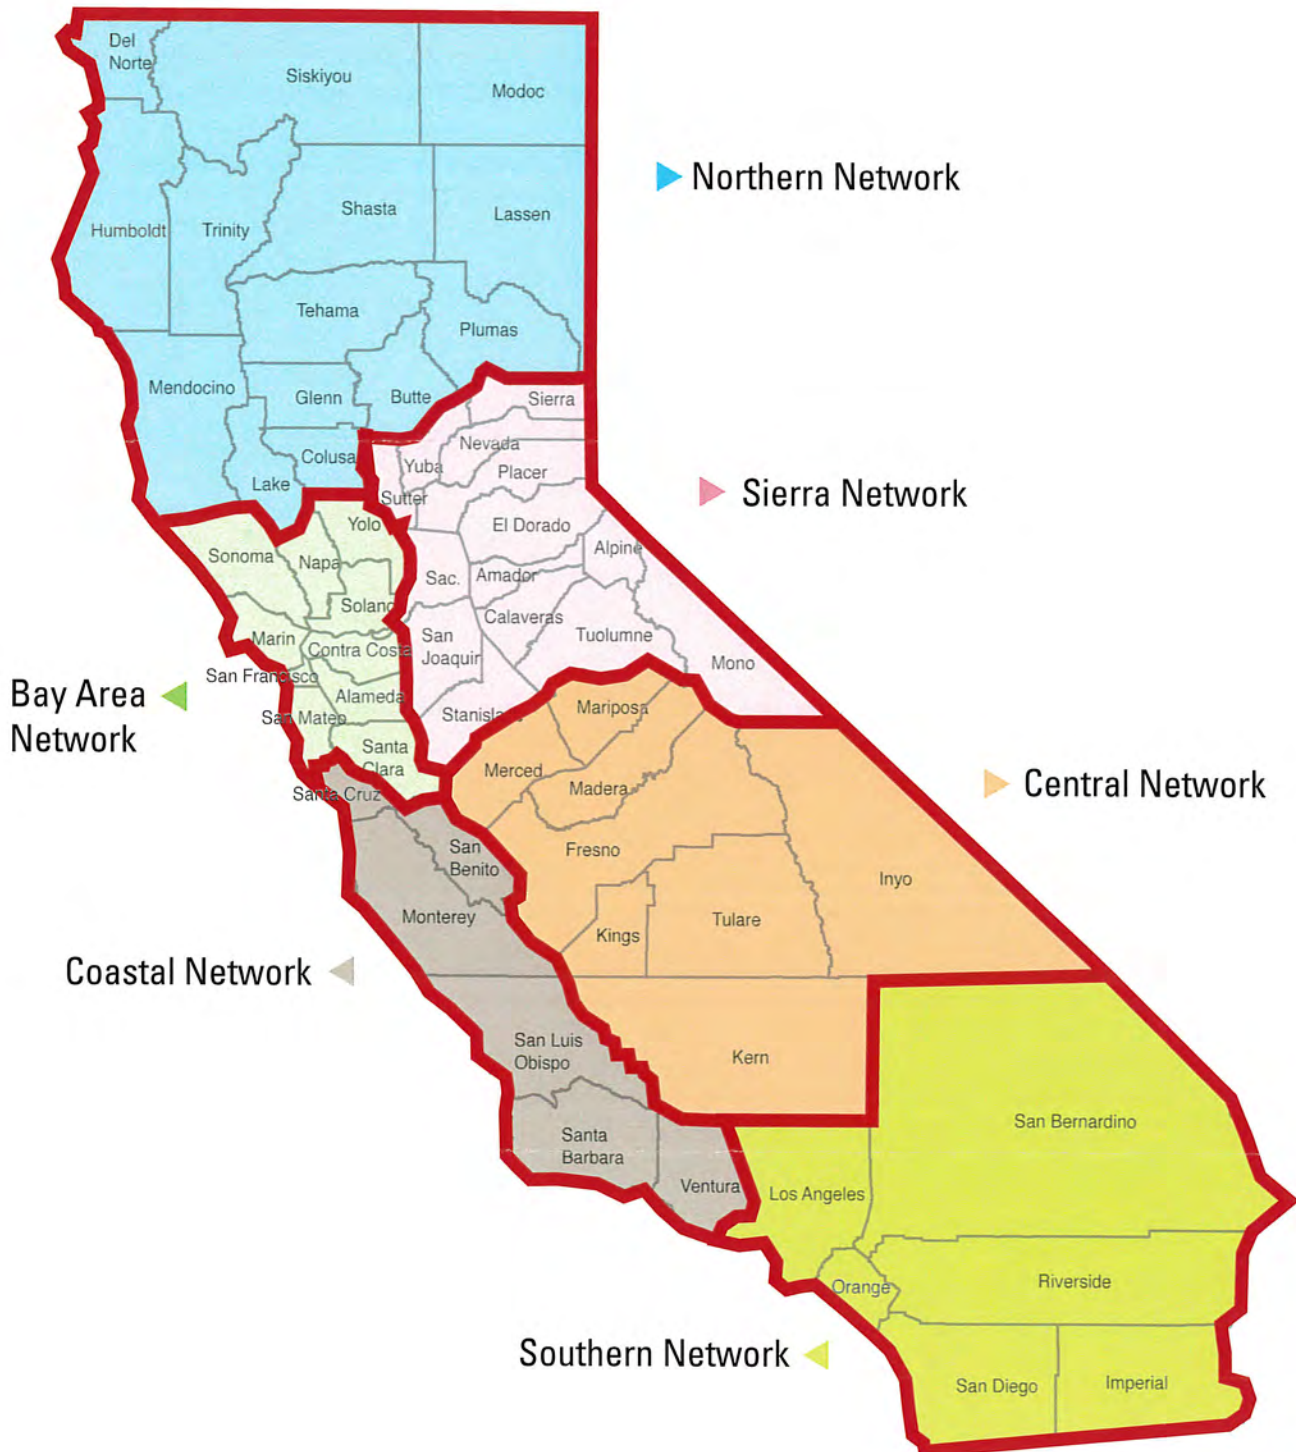 Del
Norte
Siskiyou
Modoc
Northern Network
Humboldt
Trinity
Shasta
Lassen
Tehama
Plumas
Mendocino
Glenn
Butte
Sierra
Nevada
Colusa
Yuba
Placer
Lake
Sutter
Sierra Network
Yolo
El Dorado
Sonoma
Napa
Alpine
Sac.
Amador
Solano
Calaveras
Marin
San
Joaquin
Tuolumne
Contra Costa
Mono
San Francisco
Bay Area
Network
Alameda
San Mateo
Stanislaus
Mariposa
Santa
Clara
Merced
Madera
Central Network
Santa Cruz
San
Benito
Fresno
Inyo
Monterey
Kings
Tulare
Coastal Network
San Luis
Obispo
Kern
San Bernardino
Santa
Barbara
Ventura
Los Angeles
Orange
Riverside
Southern Network
San Diego
Imperial